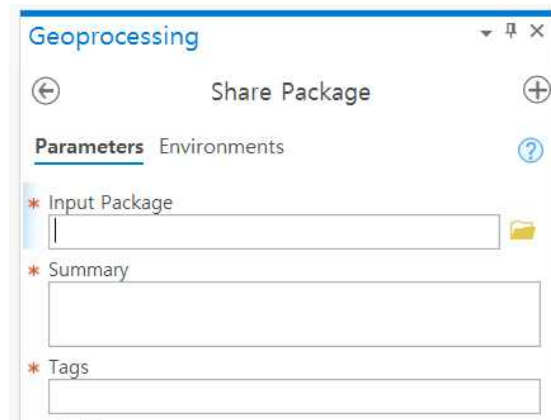 Geoprocessing
Share Package
Parameters Environments
* Input Package
* Summary
* Tags